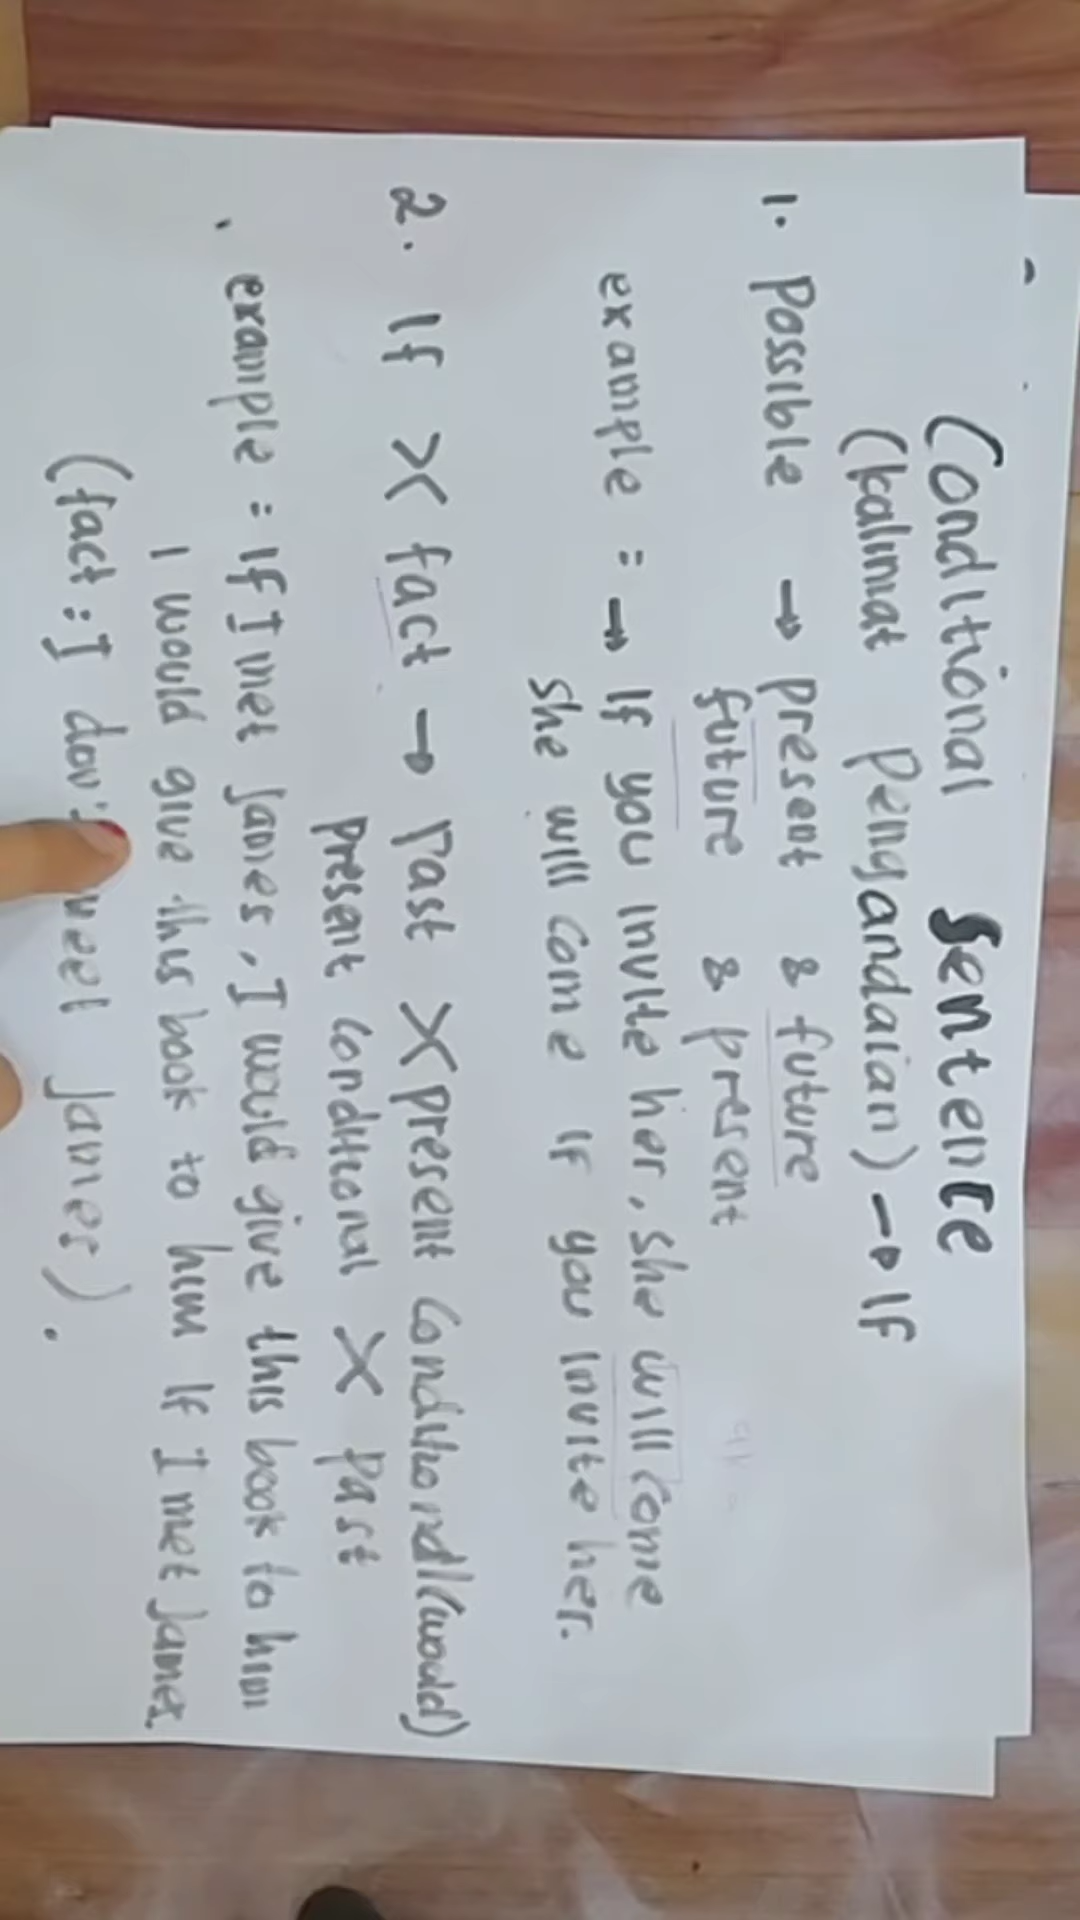 Conditional Sentence
(kalimat Pengandaian) → If
1. Possible → present & future
future & present
example = → If you invite her, she will come
she will come if you invite her.
2. If X fact → Past X present conditional (would)
present conditional X past
example = If I met James, I would give this book to him
I would give this book to him if I met James.
(fact : I don't meet James).